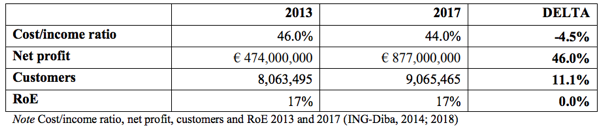 2013 2017 DELTA
Cost/income ratio 46.0% 44.0% -4.5%
Net profit € 474,000,000 € 877,000,000 46.0%
Customers 8,063,495 9,065,465 11.1%
RoE 17% 17% 0.0%
Note Cost/income ratio, net profit, customers and RoE 2013 and 2017 (ING-Diba, 2014; 2018)